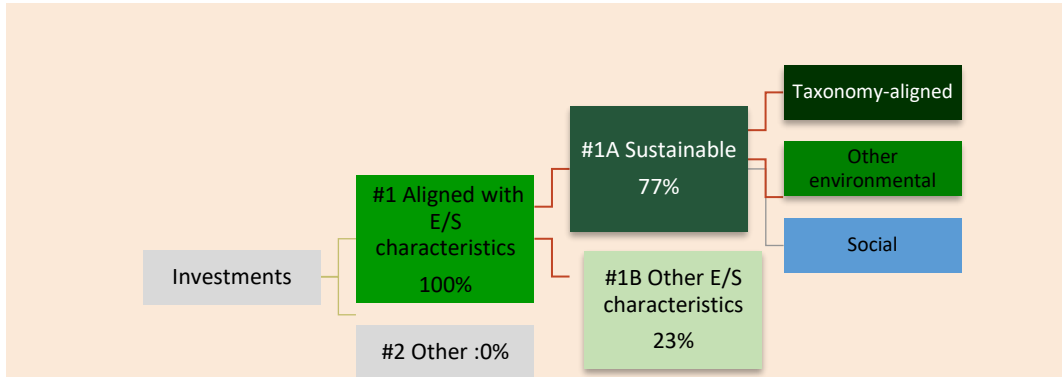 Investments
#1 Aligned with
E/S
characteristics
100%
#2 Other :0%
#1A Sustainable
77%
#1B Other E/S
characteristics
23%
Taxonomy-aligned
Other
environmental
Social